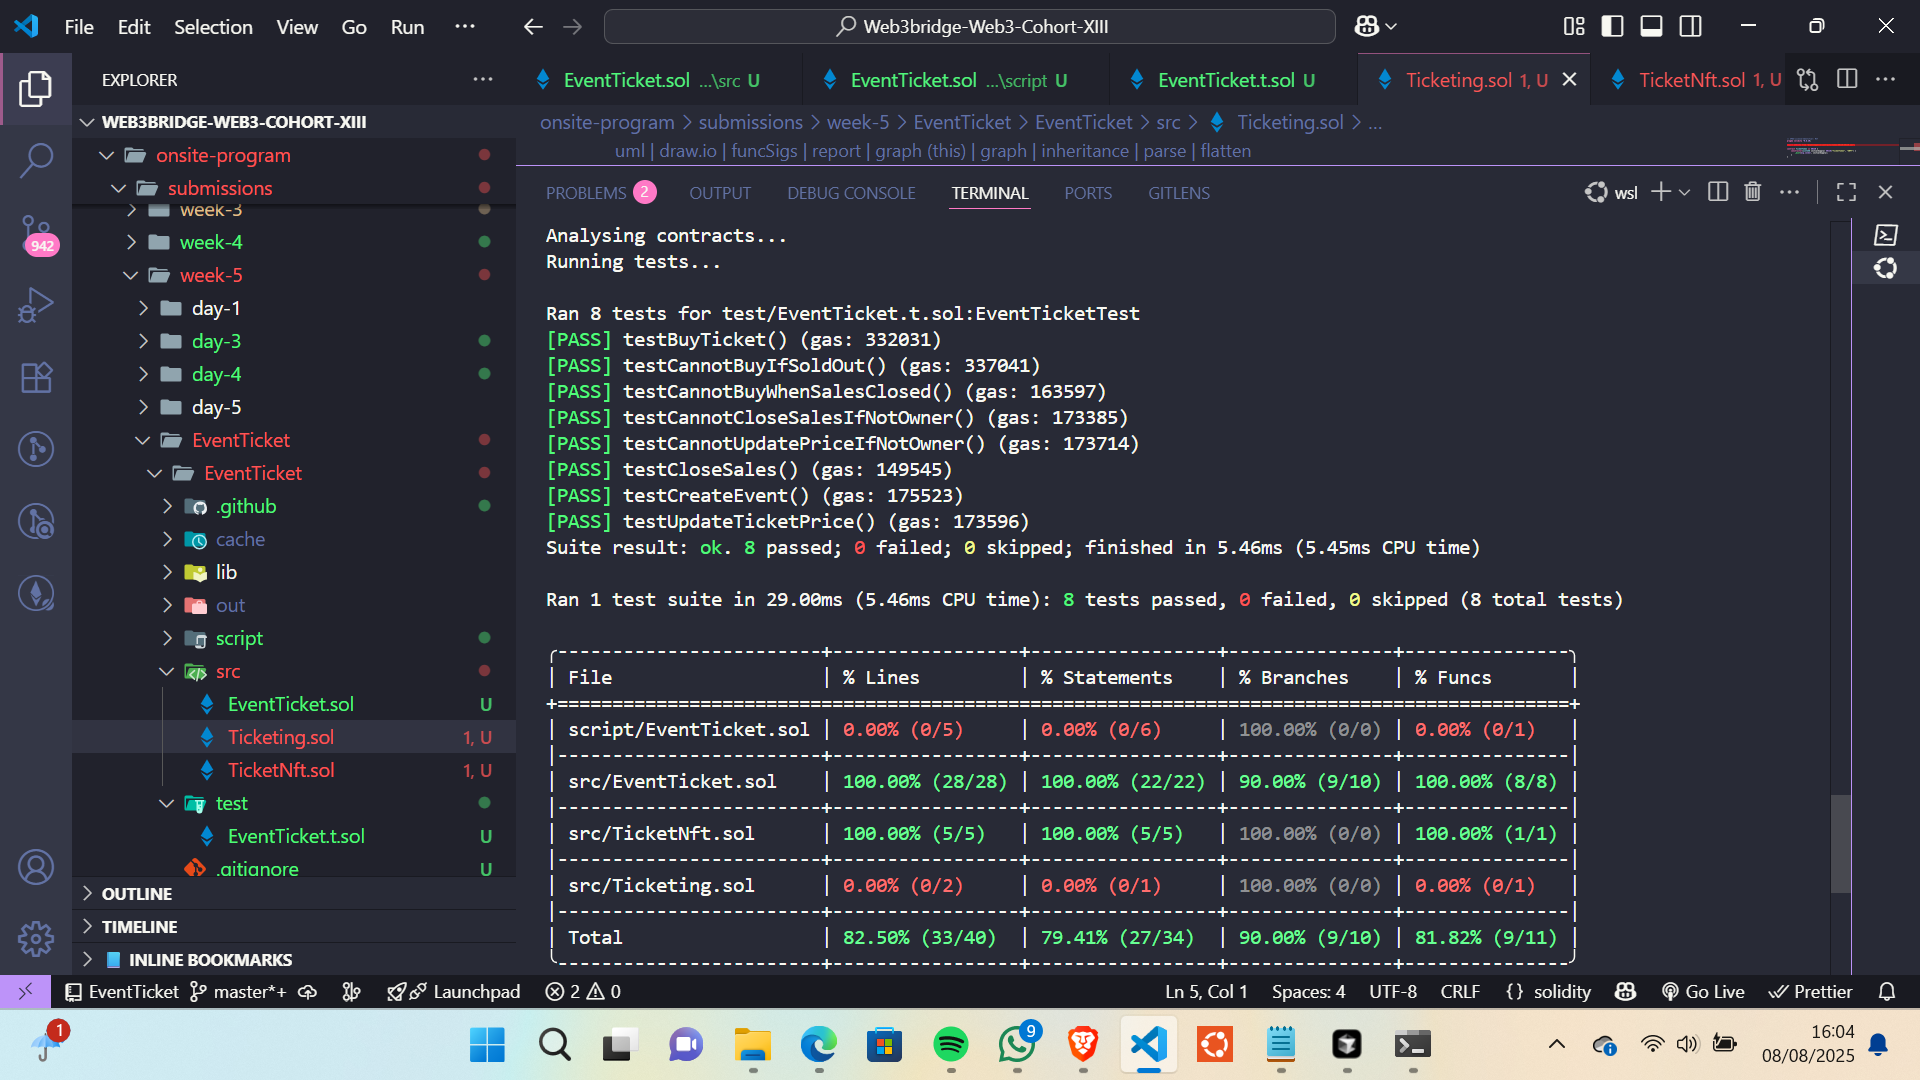 File Edit Selection View Go Run ··· Web3bridge-Web3-Cohort-XIII
EXPLORER
EventTicket.sol ...\src U EventTicket.sol ...\script U EventTicket.t.sol U Ticketing.sol 1, U TicketNft.sol 1, U
WEB3BRIDGE-WEB3-COHORT-XIII
onsite-program > submissions > week-5 > EventTicket > EventTicket > src > Ticketing.sol > ...
uml | draw.io | funcSigs | report | graph (this) | graph | inheritance | parse | flatten
onsite-program
submissions
week-3
week-4
week-5
day-1
day-3
day-4
day-5
EventTicket
EventTicket
.github
cache
lib
out
script
src
EventTicket.sol U
Ticketing.sol 1, U
TicketNft.sol 1, U
test
EventTicket.t.sol U
.gitignore U
OUTLINE
TIMELINE
INLINE BOOKMARKS
942
PROBLEMS 2 OUTPUT DEBUG CONSOLE TERMINAL PORTS GITLENS wsl
Analysing contracts...
Running tests...
Ran 8 tests for test/EventTicket.t.sol:EventTicketTest
[PASS] testBuyTicket() (gas: 332031)
[PASS] testCannotBuyIfSoldOut() (gas: 337041)
[PASS] testCannotBuyWhenSalesClosed() (gas: 163597)
[PASS] testCannotCloseSalesIfNotOwner() (gas: 173385)
[PASS] testCannotUpdatePriceIfNotOwner() (gas: 173714)
[PASS] testCloseSales() (gas: 149545)
[PASS] testCreateEvent() (gas: 175523)
[PASS] testUpdateTicketPrice() (gas: 173596)
Suite result: ok. 8 passed; 0 failed; 0 skipped; finished in 5.46ms (5.45ms CPU time)
Ran 1 test suite in 29.00ms (5.46ms CPU time): 8 tests passed, 0 failed, 0 skipped (8 total tests)
| File | % Lines | % Statements | % Branches | % Funcs |
| script/EventTicket.sol | 0.00% (0/5) | 0.00% (0/6) | 100.00% (0/0) | 0.00% (0/1) |
| src/EventTicket.sol | 100.00% (28/28) | 100.00% (22/22) | 90.00% (9/10) | 100.00% (8/8) |
| src/TicketNft.sol | 100.00% (5/5) | 100.00% (5/5) | 100.00% (0/0) | 100.00% (1/1) |
| src/Ticketing.sol | 0.00% (0/2) | 0.00% (0/1) | 100.00% (0/0) | 0.00% (0/1) |
| Total | 82.50% (33/40) | 79.41% (27/34) | 90.00% (9/10) | 81.82% (9/11) |
EventTicket master*+ Launchpad 2 0 Ln 5, Col 1 Spaces: 4 UTF-8 CRLF {} solidity Go Live Prettier
1
9
16:04
08/08/2025